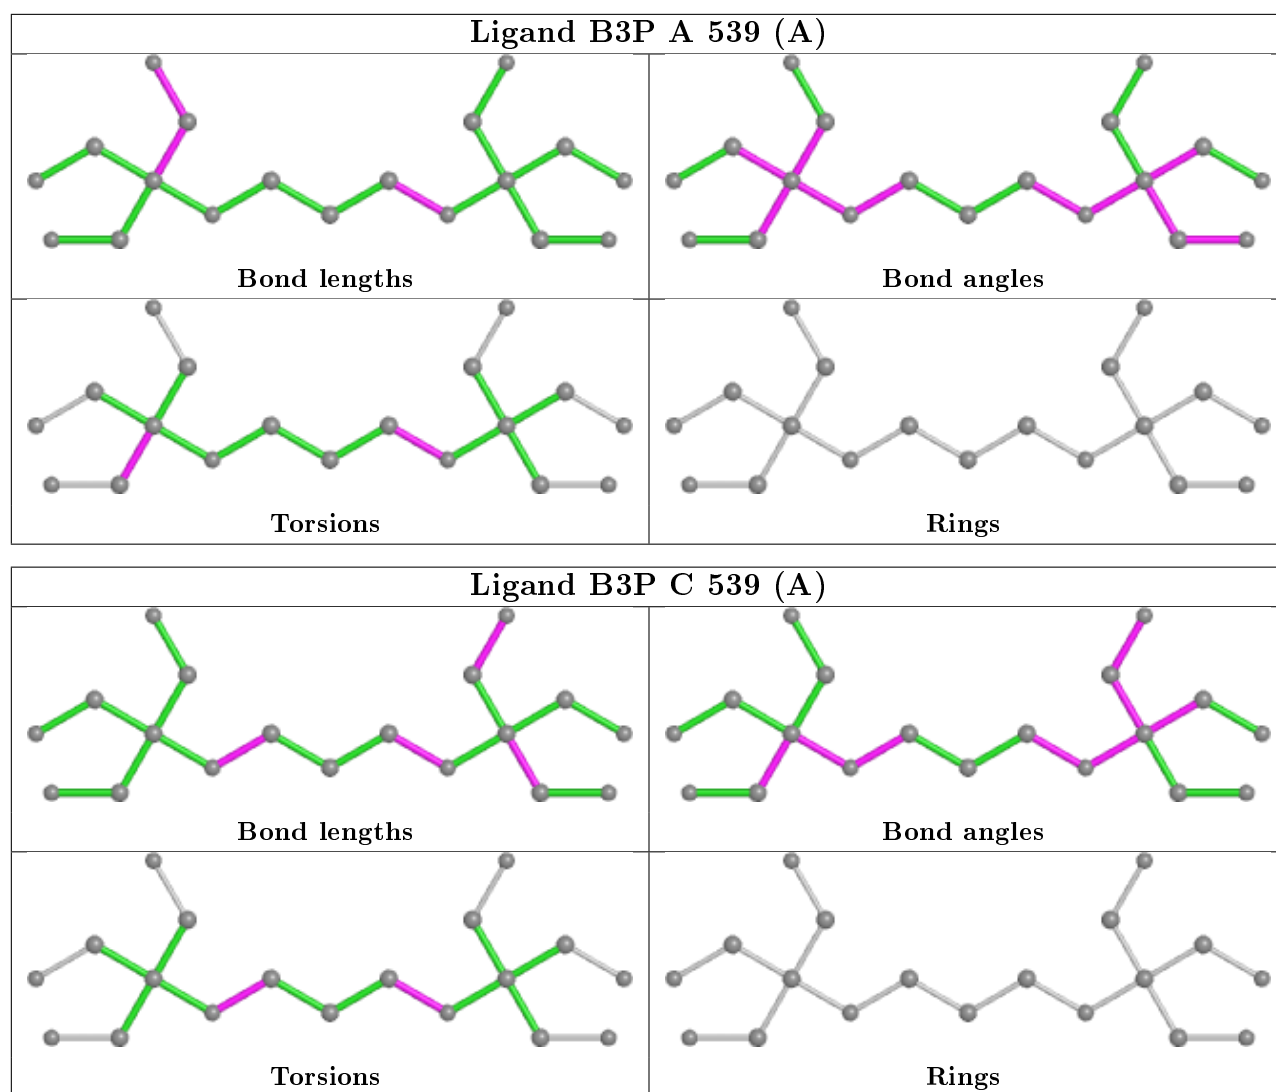 Ligand B3P A 539 (A)
Bond lengths
Bond angles
Torsions
Rings
Ligand B3P C 539 (A)
Bond lengths
Bond angles
Torsions
Rings